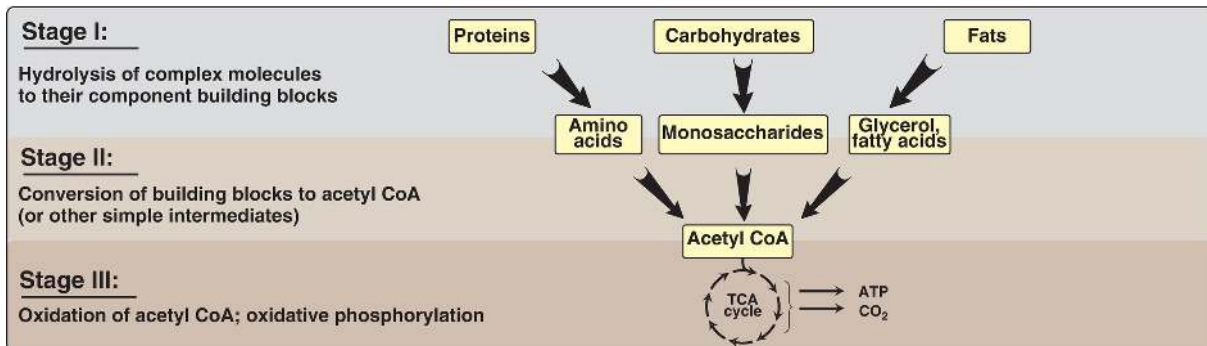 Stage I:
Hydrolysis of complex molecules
to their component building blocks
Proteins
Carbohydrates
Fats
Amino
acids
Monosaccharides
Glycerol,
fatty acids
Stage II:
Conversion of building blocks to acetyl CoA
(or other simple intermediates)
Acetyl CoA
Stage III:
Oxidation of acetyl CoA; oxidative phosphorylation
TCA
cycle
ATP
CO₂